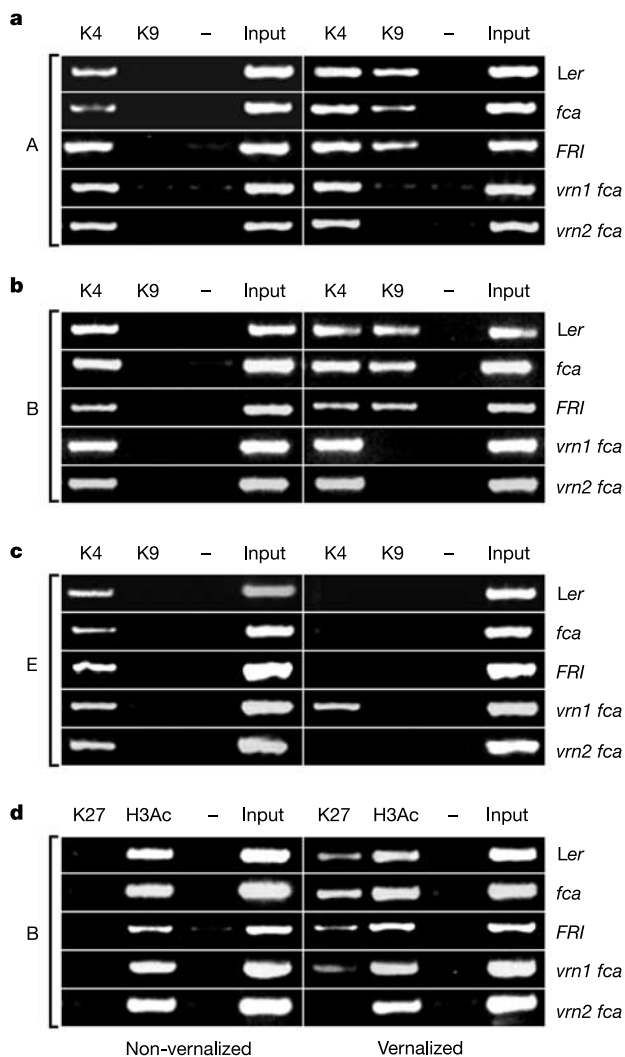 a
K4 K9 – Input K4 K9 – Input
A
Ler
fca
FRI
vrn1 fca
vrn2 fca
b
K4 K9 – Input K4 K9 – Input
B
Ler
fca
FRI
vrn1 fca
vrn2 fca
c
K4 K9 – Input K4 K9 – Input
E
Ler
fca
FRI
vrn1 fca
vrn2 fca
d
K27 H3Ac – Input K27 H3Ac – Input
B
Ler
fca
FRI
vrn1 fca
vrn2 fca
Non-vernalized Vernalized